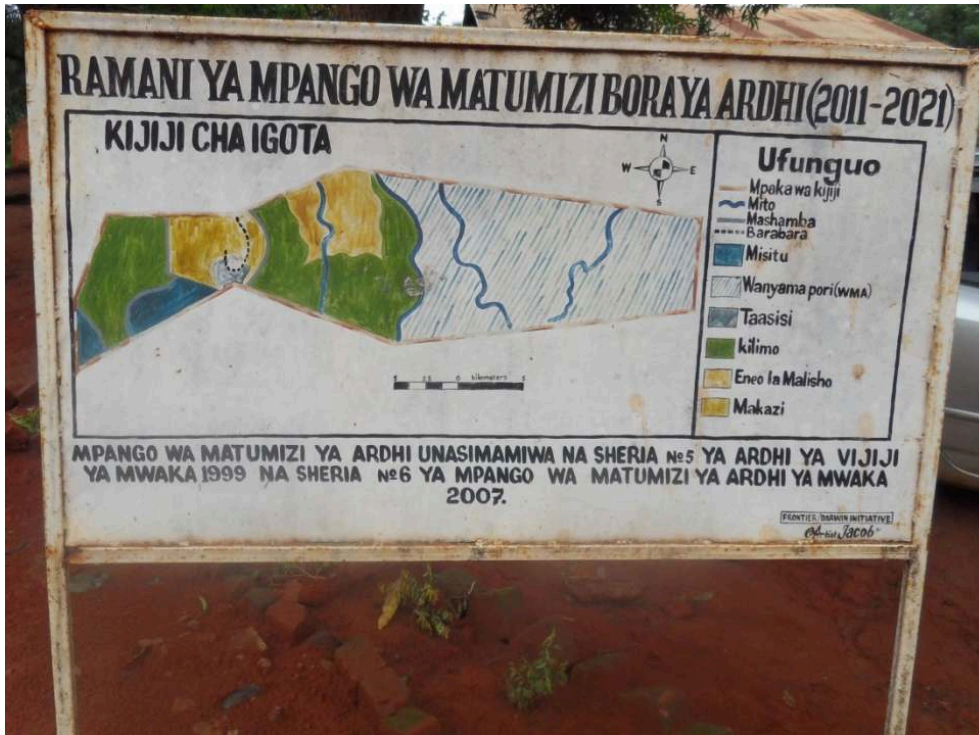 RAMANI YA MPANGO WA MATUMIZI BORA YA ARDHI (2011-2021)
KIJIJI CHA IGOTA
N
W E
S
Ufunguo
Mpaka wa kijiji
Mito
Mashamba
Barabara
Misitu
Wanyama pori (WMA)
Taasisi
kilimo
Eneo la Malisho
Makazi
kilometers
MPANGO WA MATUMIZI YA ARDHI UNASIMAMIWA NA SHERIA №5 YA ARDHI YA VIJIJI
YA MWAKA 1999 NA SHERIA №6 YA MPANGO WA MATUMIZI YA ARDHI YA MWAKA
2007.
FRONTIER/DARWIN INITIATIVE
Jacob